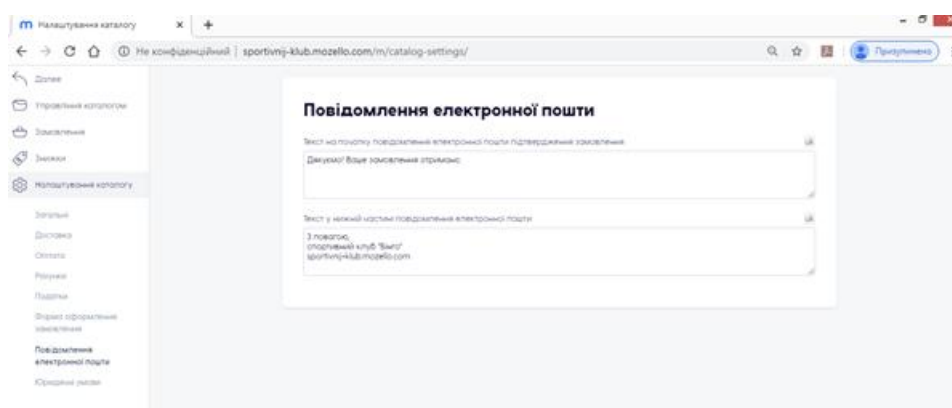 Налаштування каталогу
Не конфіденційний | sportivnij-klub.mozello.com/m/catalog-settings/
Призупинено
Далее
Управління каталогом
Замовлення
Знижки
Налаштування каталогу
Загальні
Доставка
Оплата
Рахунки
Податки
Форма оформлення
замовлення
Повідомлення
електронної пошти
Юридичні умови
Повідомлення електронної пошти
Текст на початку повідомлення електронної пошти підтвердження замовлення
uk
Дякуємо! Ваше замовлення отримано.
Текст у нижній частині повідомлення електронної пошти
uk
З повагою,
спортивний клуб
sportivnij-klub.mozello.com